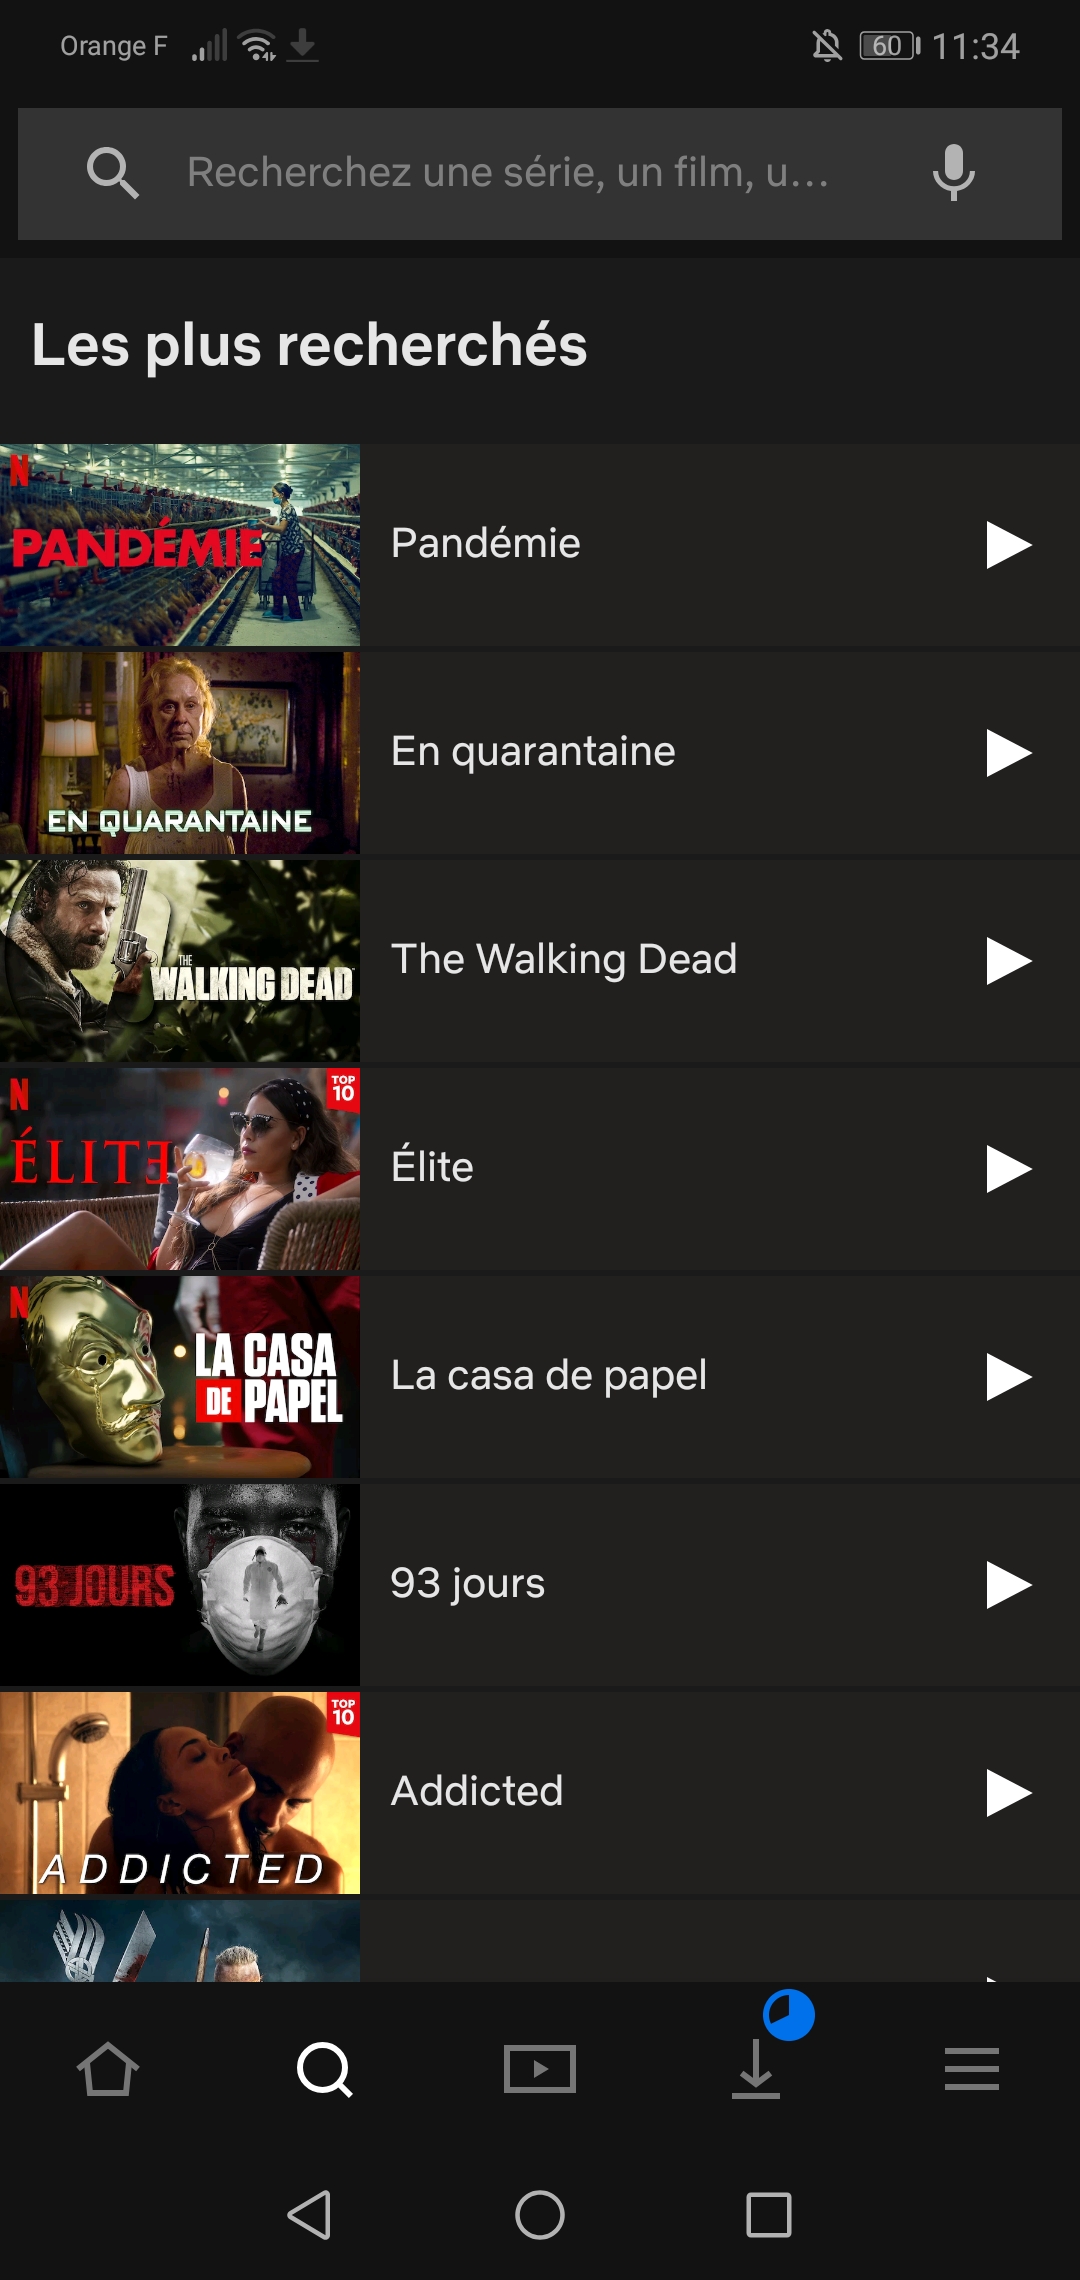 Orange F 60 11:34
Recherchez une série, un film, u...
Les plus recherchés
N
PANDÉMIE
Pandémie
EN QUARANTAINE
En quarantaine
THE
WALKING DEAD
The Walking Dead
N
TOP
10
ÉLITE
Élite
N
LA CASA
DE PAPEL
La casa de papel
93 JOURS
93 jours
TOP
10
ADDICTED
Addicted